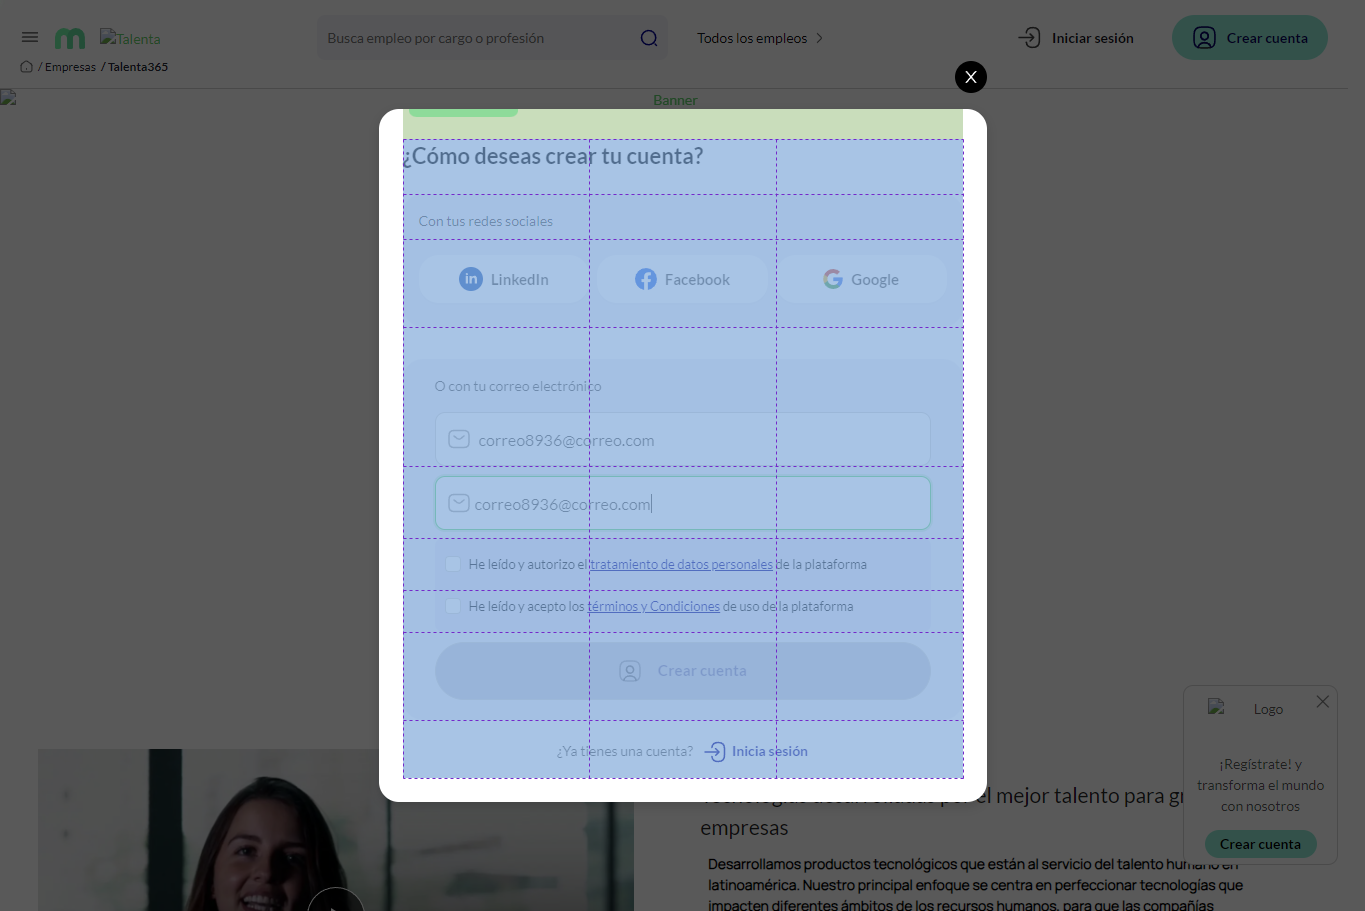 Talenta
Busca empleo por cargo o profesión
Todos los empleos
Iniciar sesión
Crear cuenta
/ Empresas / Talenta365
X
Banner
¿Cómo deseas crear tu cuenta?
Con tus redes sociales
LinkedIn
Facebook
Google
O con tu correo electrónico
correo8936@correo.com
correo8936@correo.com
He leído y autorizo el tratamiento de datos personales de la plataforma
He leído y acepto los términos y Condiciones de uso de la plataforma
Crear cuenta
¿Ya tienes una cuenta? Inicia sesión
Logo
¡Regístrate! y
transforma el mundo
con nosotros
Crear cuenta
el mejor talento para
empresas
Desarrollamos productos tecnológicos que están al servicio del talento humano en
latinoamérica. Nuestro principal enfoque se centra en perfeccionar tecnologías que
impacten diferentes ámbitos de los recursos humanos, para que las compañías